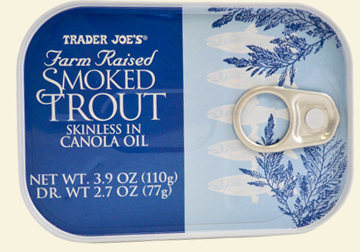 TRADER JOE'S®
Farm Raised
SMOKED
TROUT
SKINLESS IN
CANOLA OIL
NET WT. 3.9 OZ (110g)
DR. WT 2.7 OZ (77g)